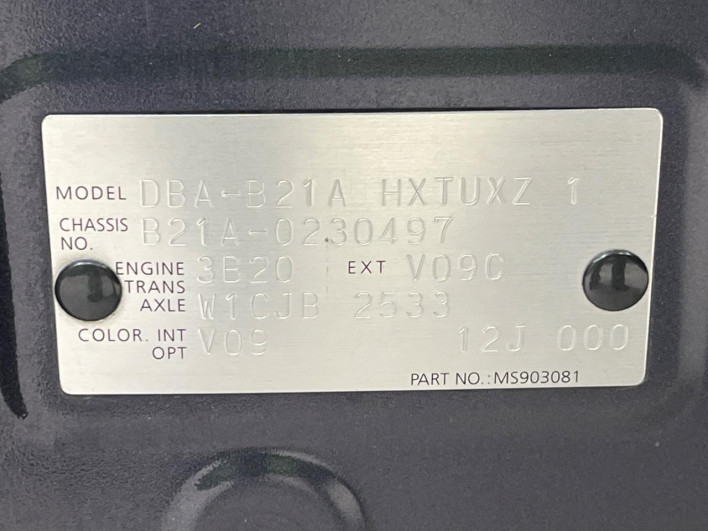 MODEL DBA-B21A HXTUXZ 1
CHASSIS NO. B21A-0230497
ENGINE 3B20 EXT V09C
TRANS AXLE W1CJB 2533
COLOR. INT OPT V09 12J 000
PART NO.:MS903081